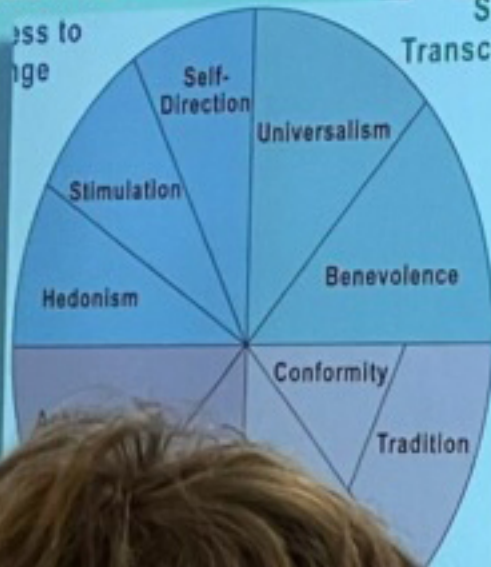 ess to
nge
S
Transc
Self-
Direction
Universalism
Stimulation
Benevolence
Hedonism
Conformity
Tradition